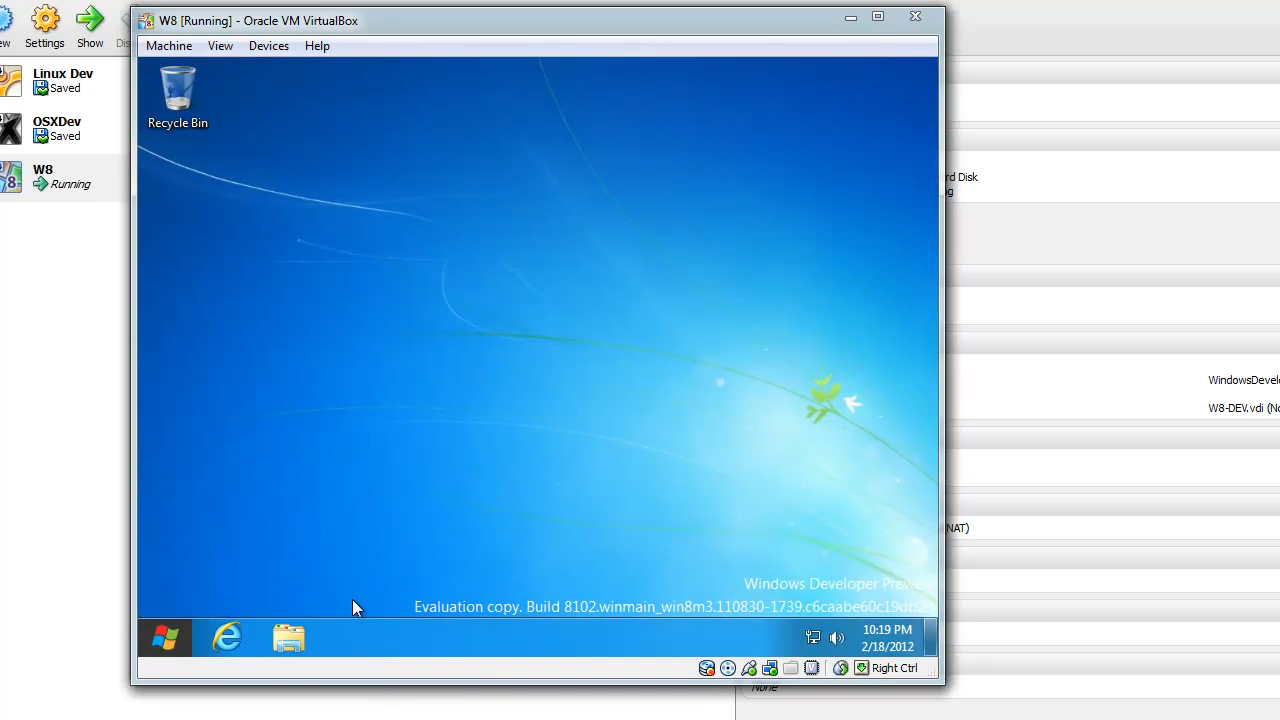 W8 [Running] - Oracle VM VirtualBox
Settings
Show
Machine View Devices Help
Linux Dev
Saved
OSXDev
Saved
W8
Running
Recycle Bin
rd Disk
WindowsDevel
W8-DEV.vdi (No
NAT)
Windows Developer Preview
Evaluation copy. Build 8102.winmain_win8m3.110830-1739.c6caabe60c19db2
10:19 PM
2/18/2012
Right Ctrl
None